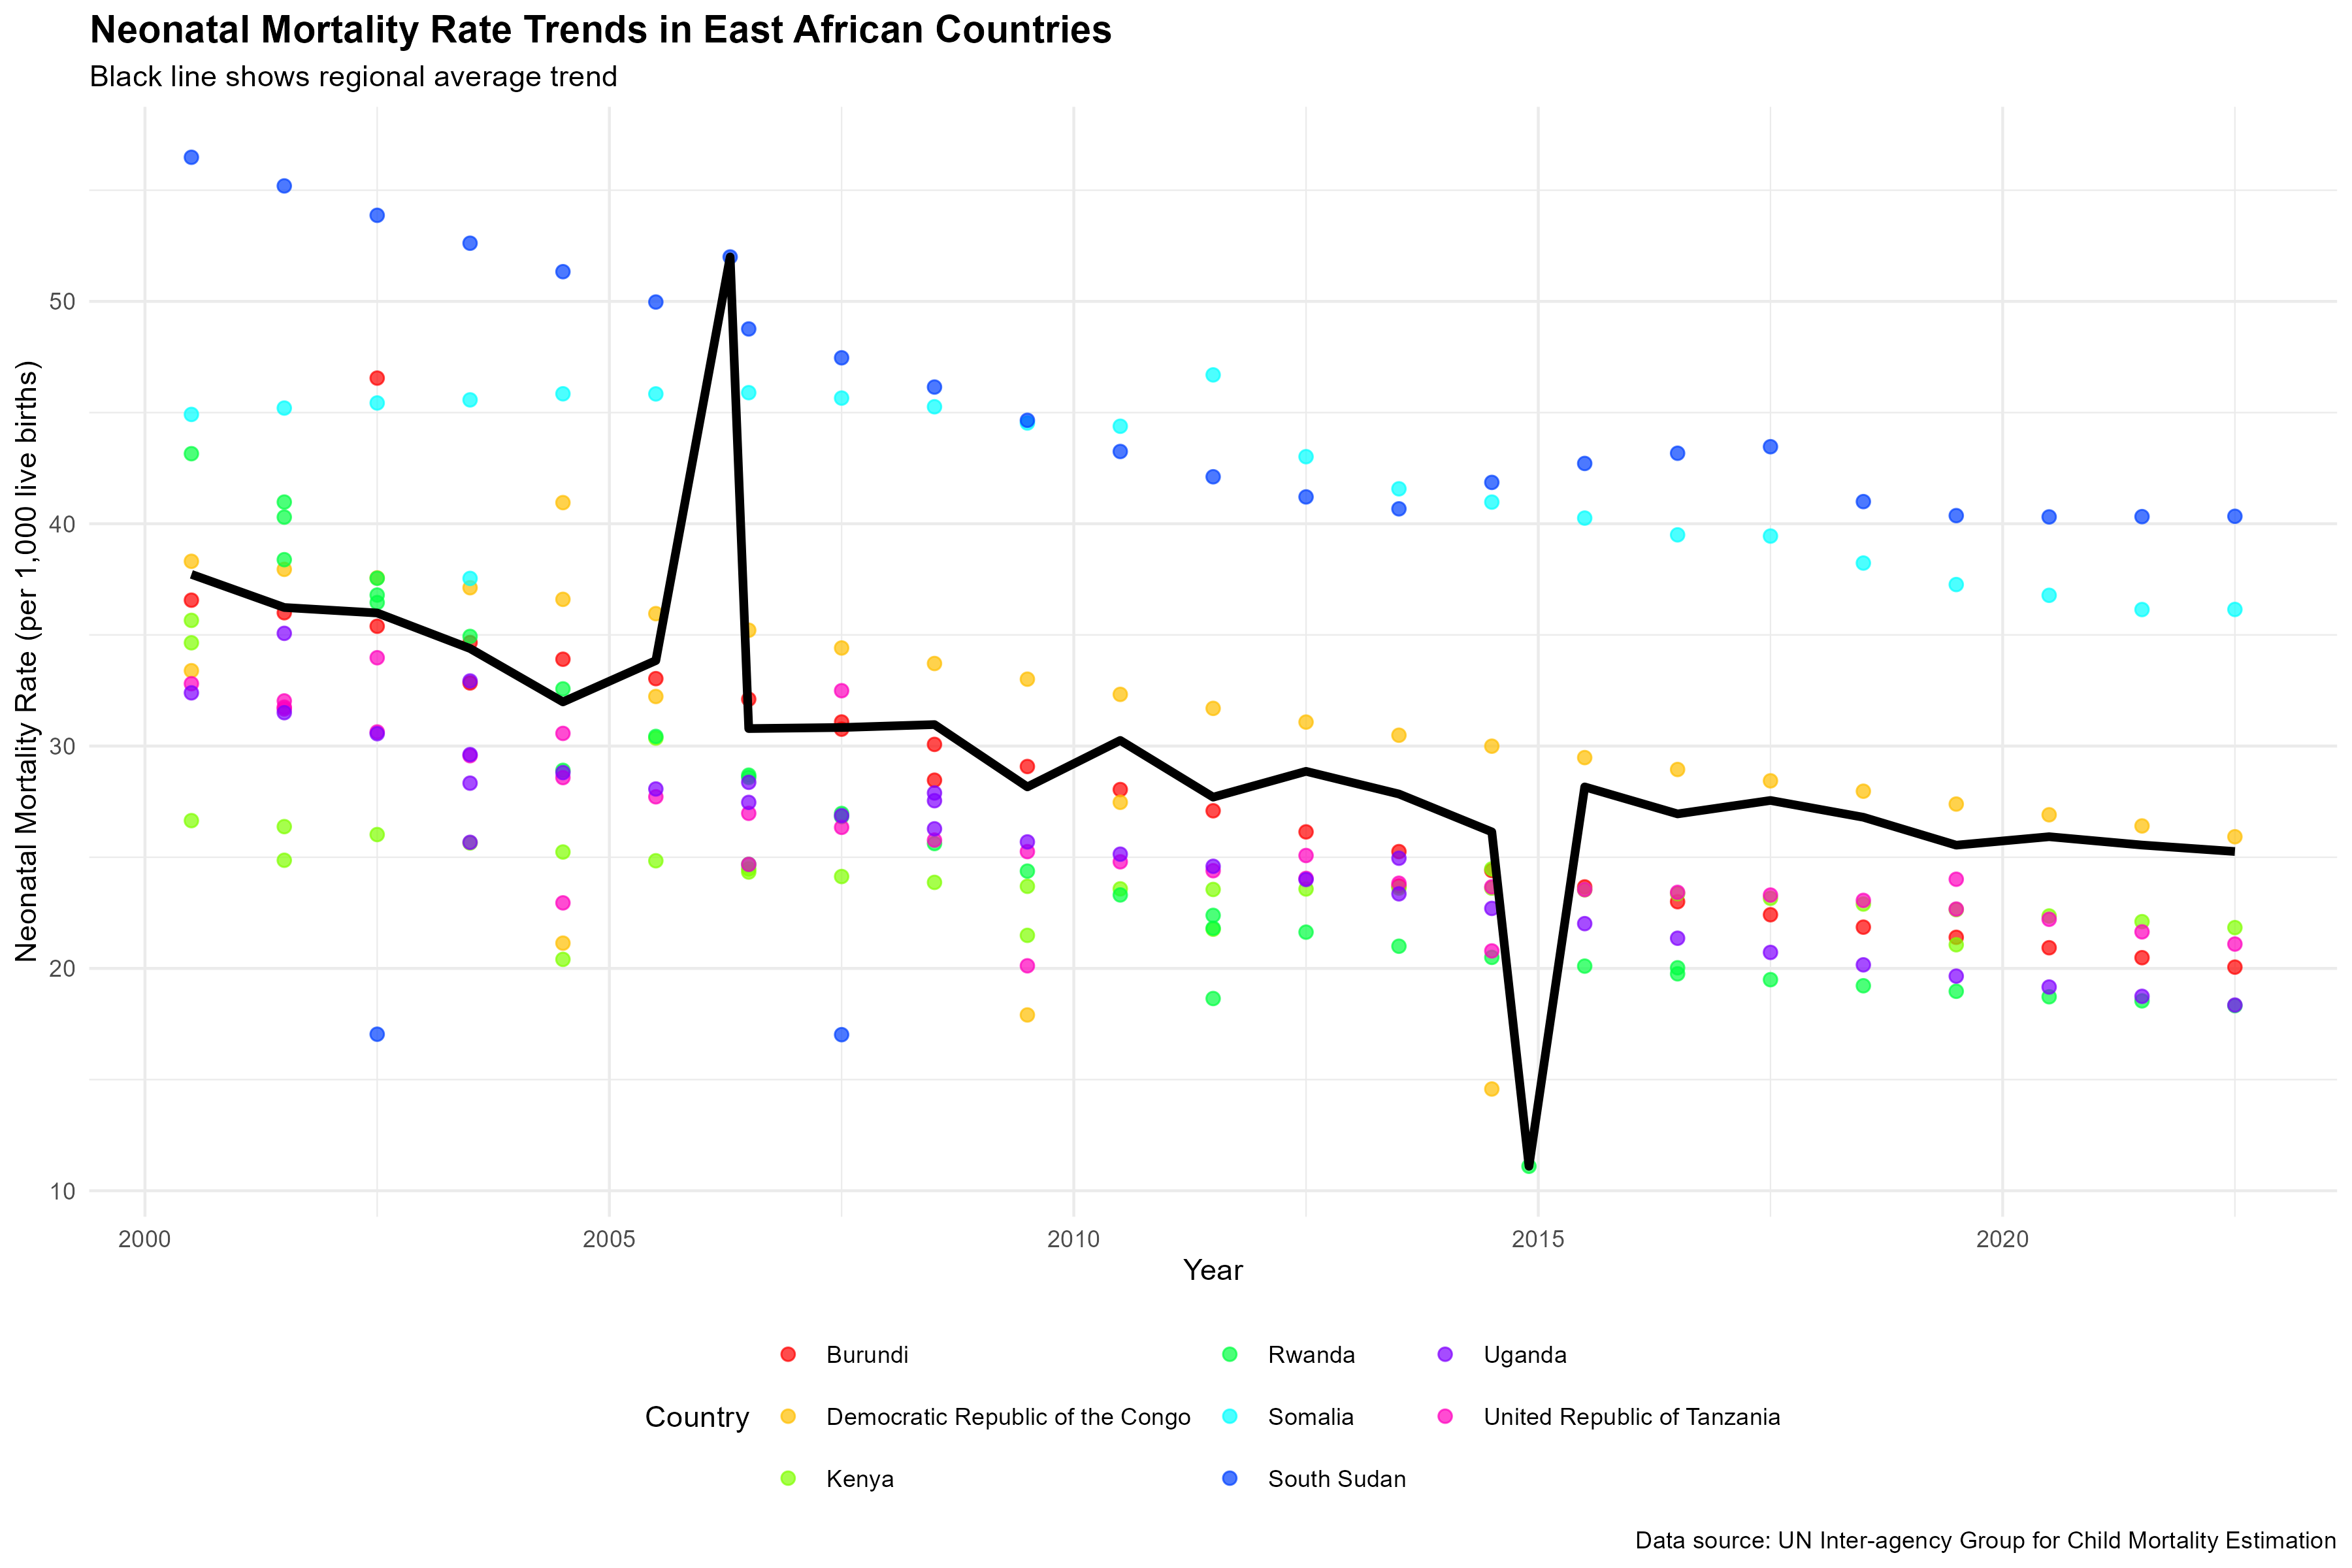 Neonatal Mortality Rate Trends in East African Countries
Black line shows regional average trend
Neonatal Mortality Rate (per 1,000 live births)
50
40
30
20
10
2000 2005 2010 2015 2020
Year
Country
Burundi
Democratic Republic of the Congo
Kenya
Rwanda
Somalia
South Sudan
Uganda
United Republic of Tanzania
Data source: UN Inter-agency Group for Child Mortality Estimation